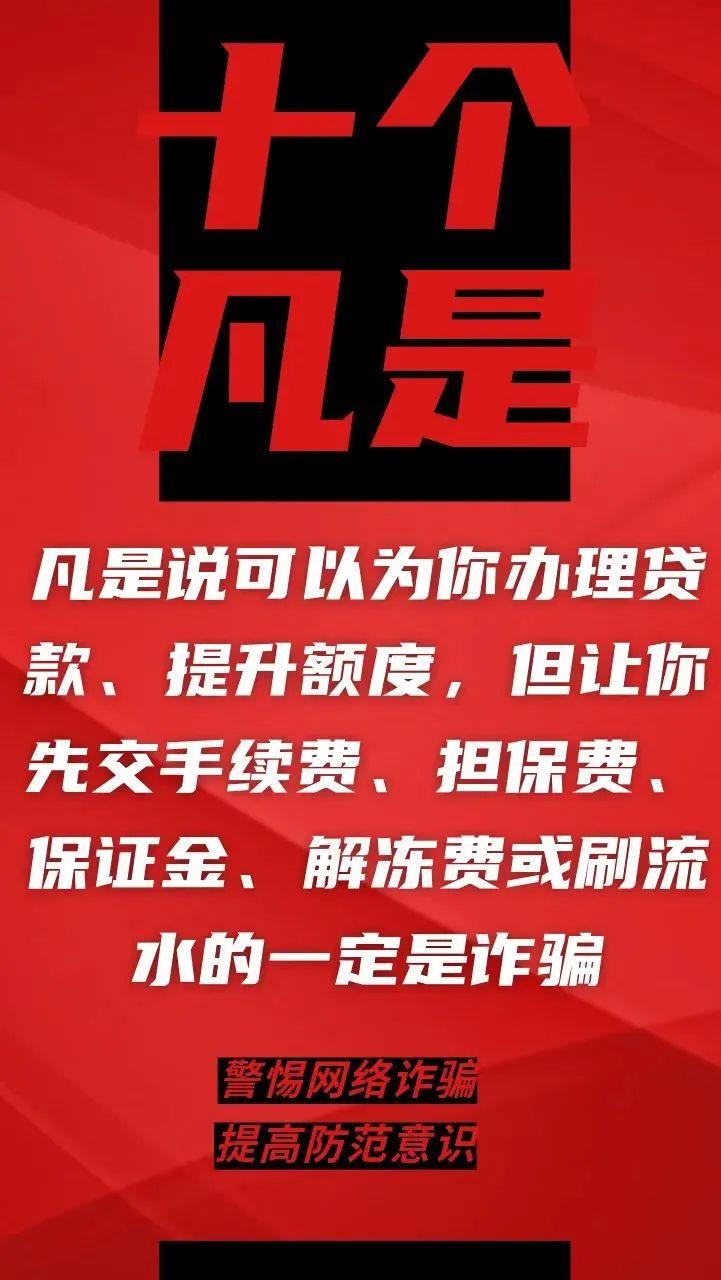 十个
凡是
凡是说可以为你办理贷
款、提升额度，但让你
先交手续费、担保费、
保证金、解冻费或刷流
水的一定是诈骗
警惕网络诈骗
提高防范意识